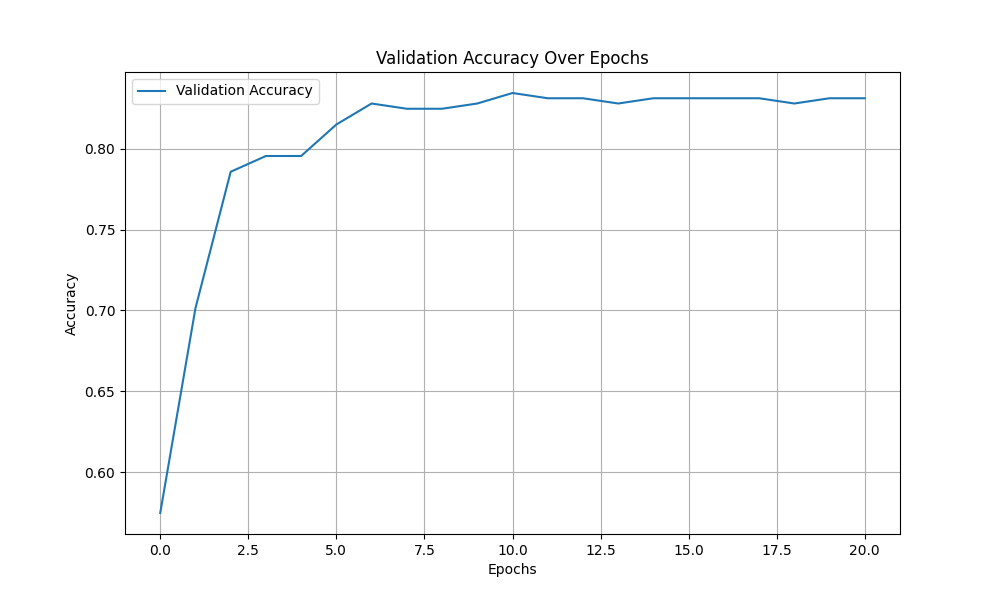 Validation Accuracy Over Epochs
Validation Accuracy
0.80
0.75
0.70
0.65
0.60
Accuracy
0.0 2.5 5.0 7.5 10.0 12.5 15.0 17.5 20.0
Epochs